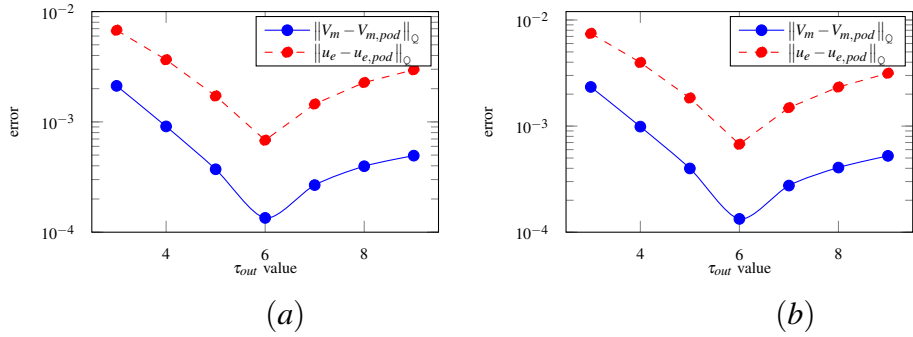 10⁻²
10⁻³
10⁻⁴
error
4
6
8
τ_out value
‖V_m − V_{m,pod}‖_ℚ
‖u_e − u_{e,pod}‖_ℚ
(a)
10⁻²
10⁻³
10⁻⁴
error
4
6
8
τ_out value
‖V_m − V_{m,pod}‖_ℚ
‖u_e − u_{e,pod}‖_ℚ
(b)